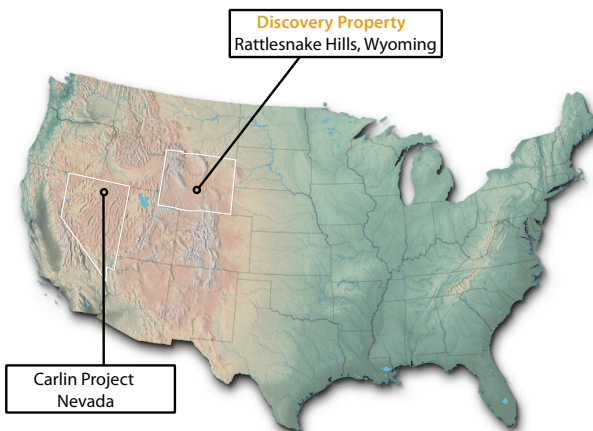 Discovery Property
Rattlesnake Hills, Wyoming
Carlin Project
Nevada